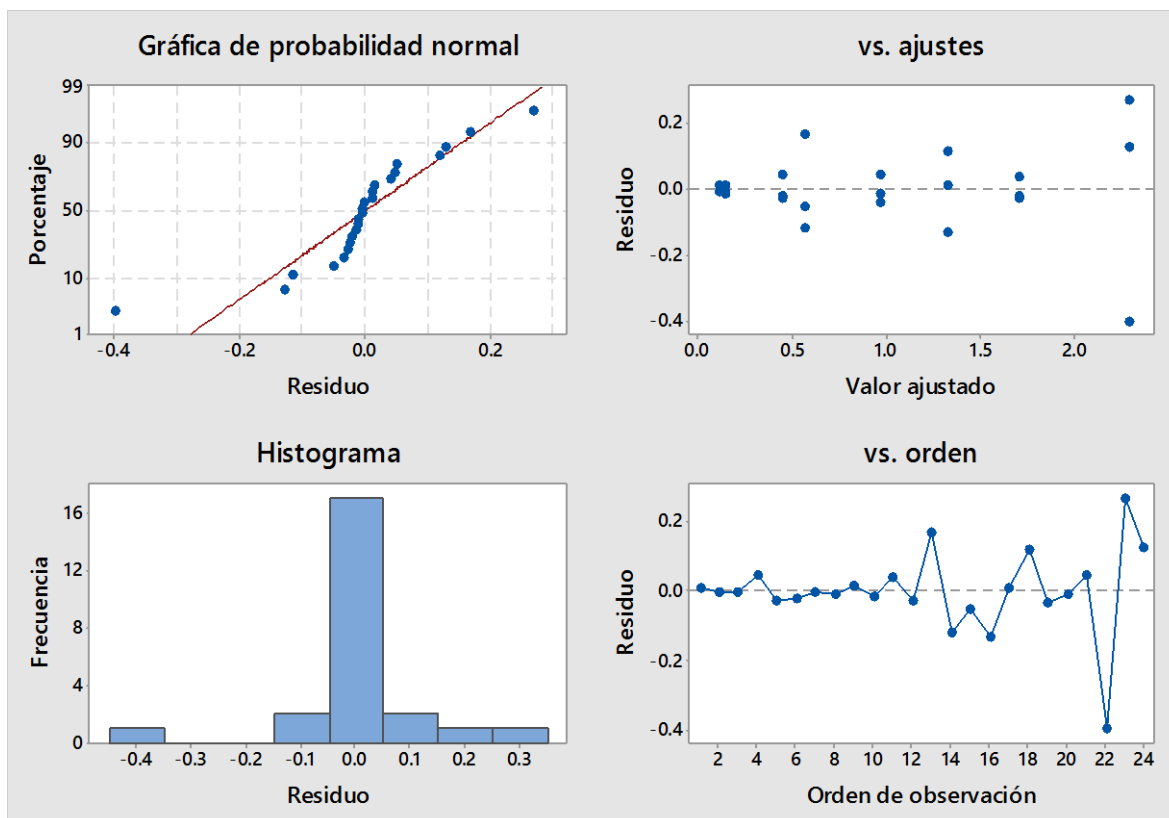 Gráfica de probabilidad normal
99
90
50
10
1
Porcentaje
-0.4 -0.2 0.0 0.2
Residuo
vs. ajustes
0.2
0.0
-0.2
-0.4
Residuo
0.0 0.5 1.0 1.5 2.0
Valor ajustado
Histograma
16
12
8
4
0
Frecuencia
-0.4 -0.3 -0.2 -0.1 0.0 0.1 0.2 0.3
Residuo
vs. orden
0.2
0.0
-0.2
-0.4
Residuo
2 4 6 8 10 12 14 16 18 20 22 24
Orden de observación